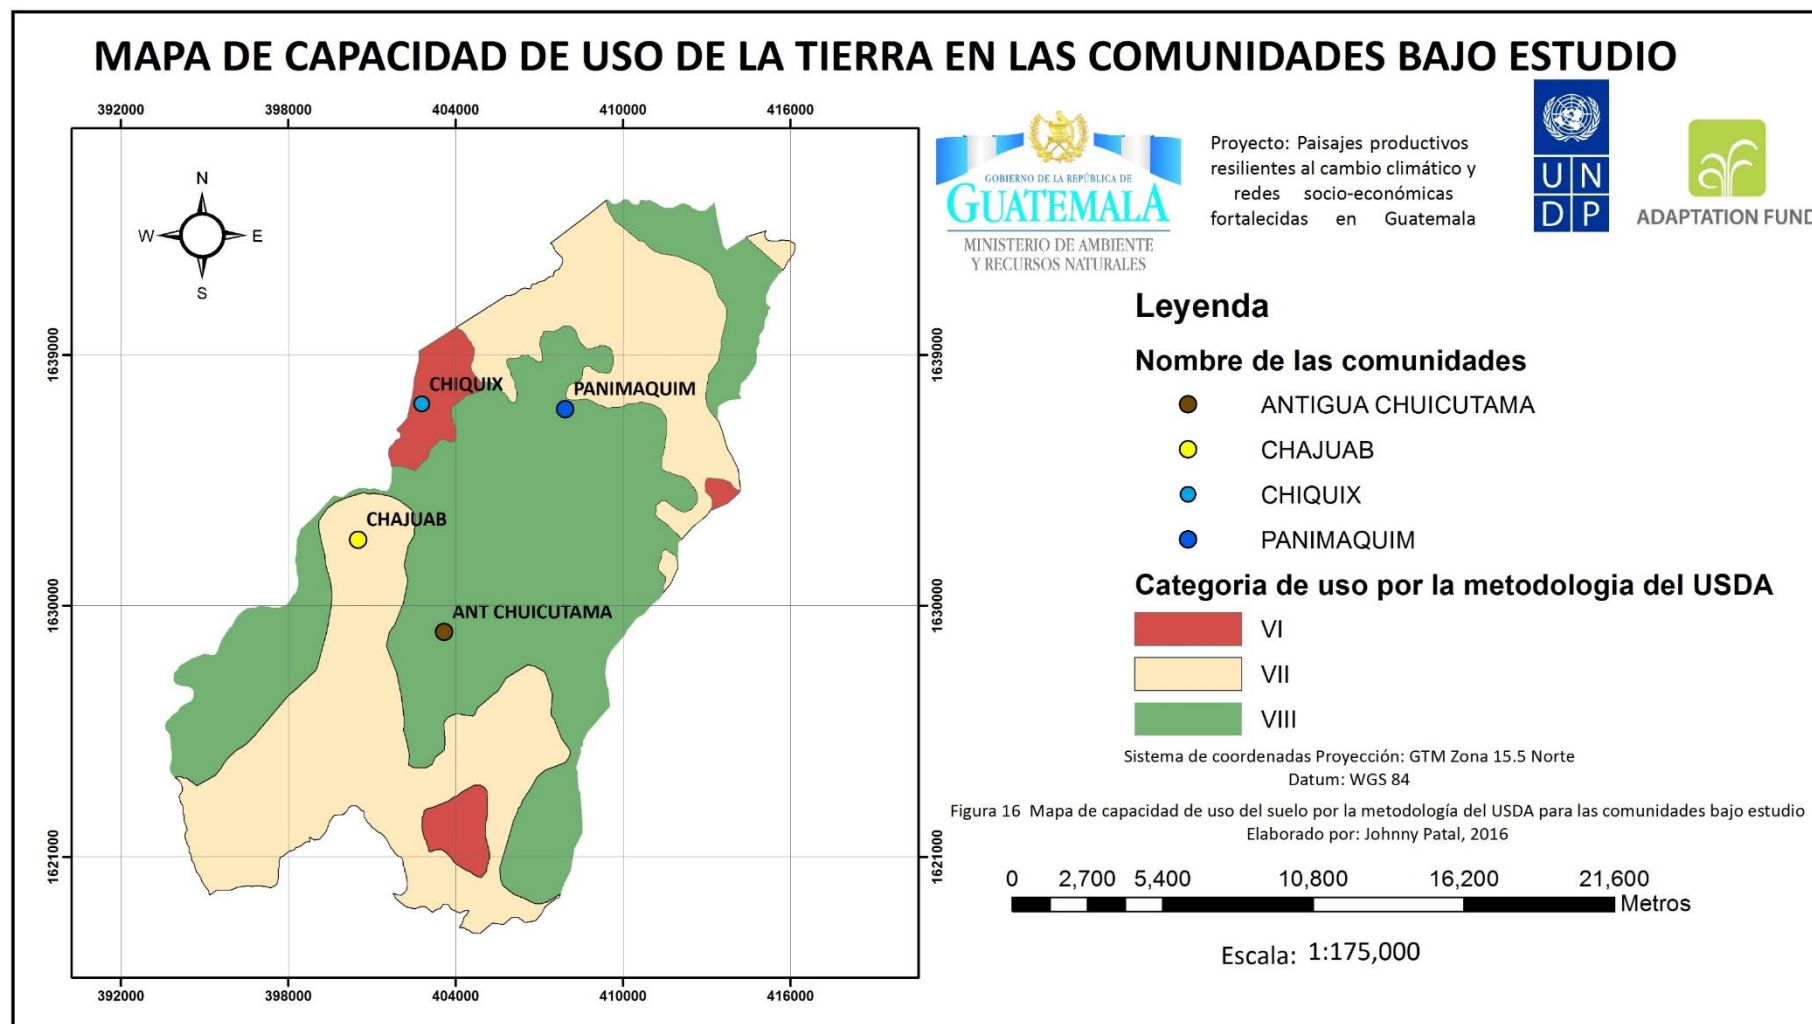 MAPA DE CAPACIDAD DE USO DE LA TIERRA EN LAS COMUNIDADES BAJO ESTUDIO
392000 398000 404000 410000 416000
N
W E
S
1639000
1630000
1621000
CHIQUIX
PANIMAQUIM
CHAJUAB
ANT CHUICUTAMA
1639000
1630000
1621000
392000 398000 404000 410000 416000
GOBIERNO DE LA REPÚBLICA DE
GUATEMALA
MINISTERIO DE AMBIENTE
Y RECURSOS NATURALES
Proyecto: Paisajes productivos
resilientes al cambio climático y
redes socio-económicas
fortalecidas en Guatemala
U N
D P
ADAPTATION FUND
Leyenda
Nombre de las comunidades
ANTIGUA CHUICUTAMA
CHAJUAB
CHIQUIX
PANIMAQUIM
Categoria de uso por la metodologia del USDA
VI
VII
VIII
Sistema de coordenadas Proyección: GTM Zona 15.5 Norte
Datum: WGS 84
Figura 16 Mapa de capacidad de uso del suelo por la metodología del USDA para las comunidades bajo estudio
Elaborado por: Johnny Patal, 2016
0 2,700 5,400 10,800 16,200 21,600
Metros
Escala: 1:175,000